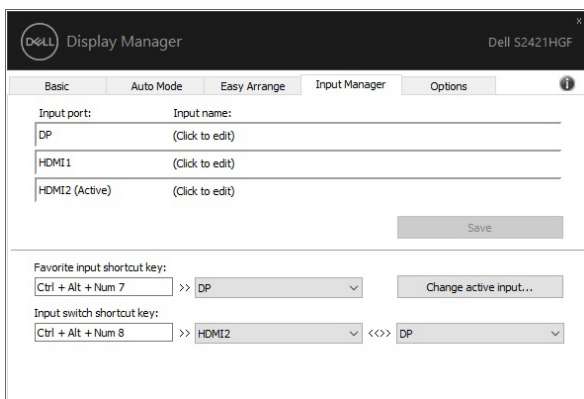 DELL Display Manager Dell S2421HGF
Basic Auto Mode Easy Arrange Input Manager Options
Input port: Input name:
DP (Click to edit)
HDMI1 (Click to edit)
HDMI2 (Active) (Click to edit)
Save
Favorite input shortcut key:
Ctrl + Alt + Num 7 >> DP Change active input...
Input switch shortcut key:
Ctrl + Alt + Num 8 >> HDMI2 <<>> DP